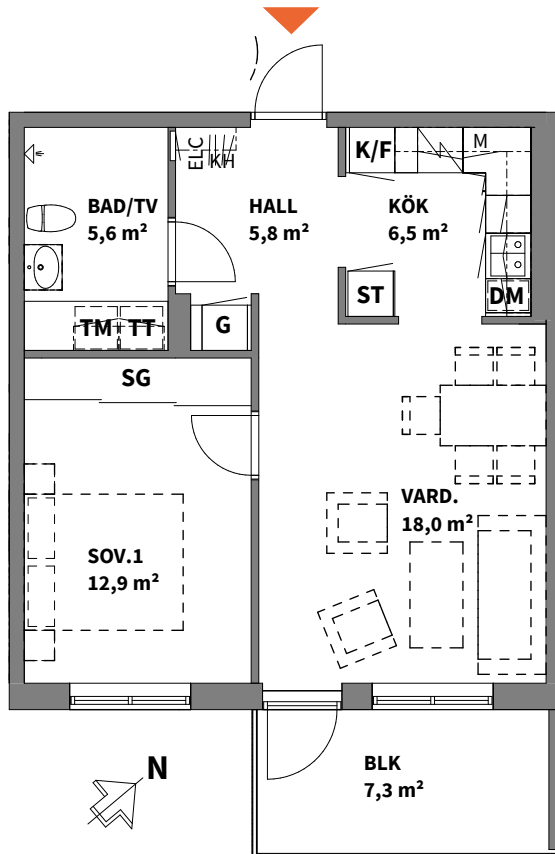 ELC
KH
K/F
M
BAD/TV
5,6 m²
HALL
5,8 m²
KÖK
6,5 m²
ST
DM
TM
TT
G
SG
VARD.
18,0 m²
SOV.1
12,9 m²
N
BLK
7,3 m²